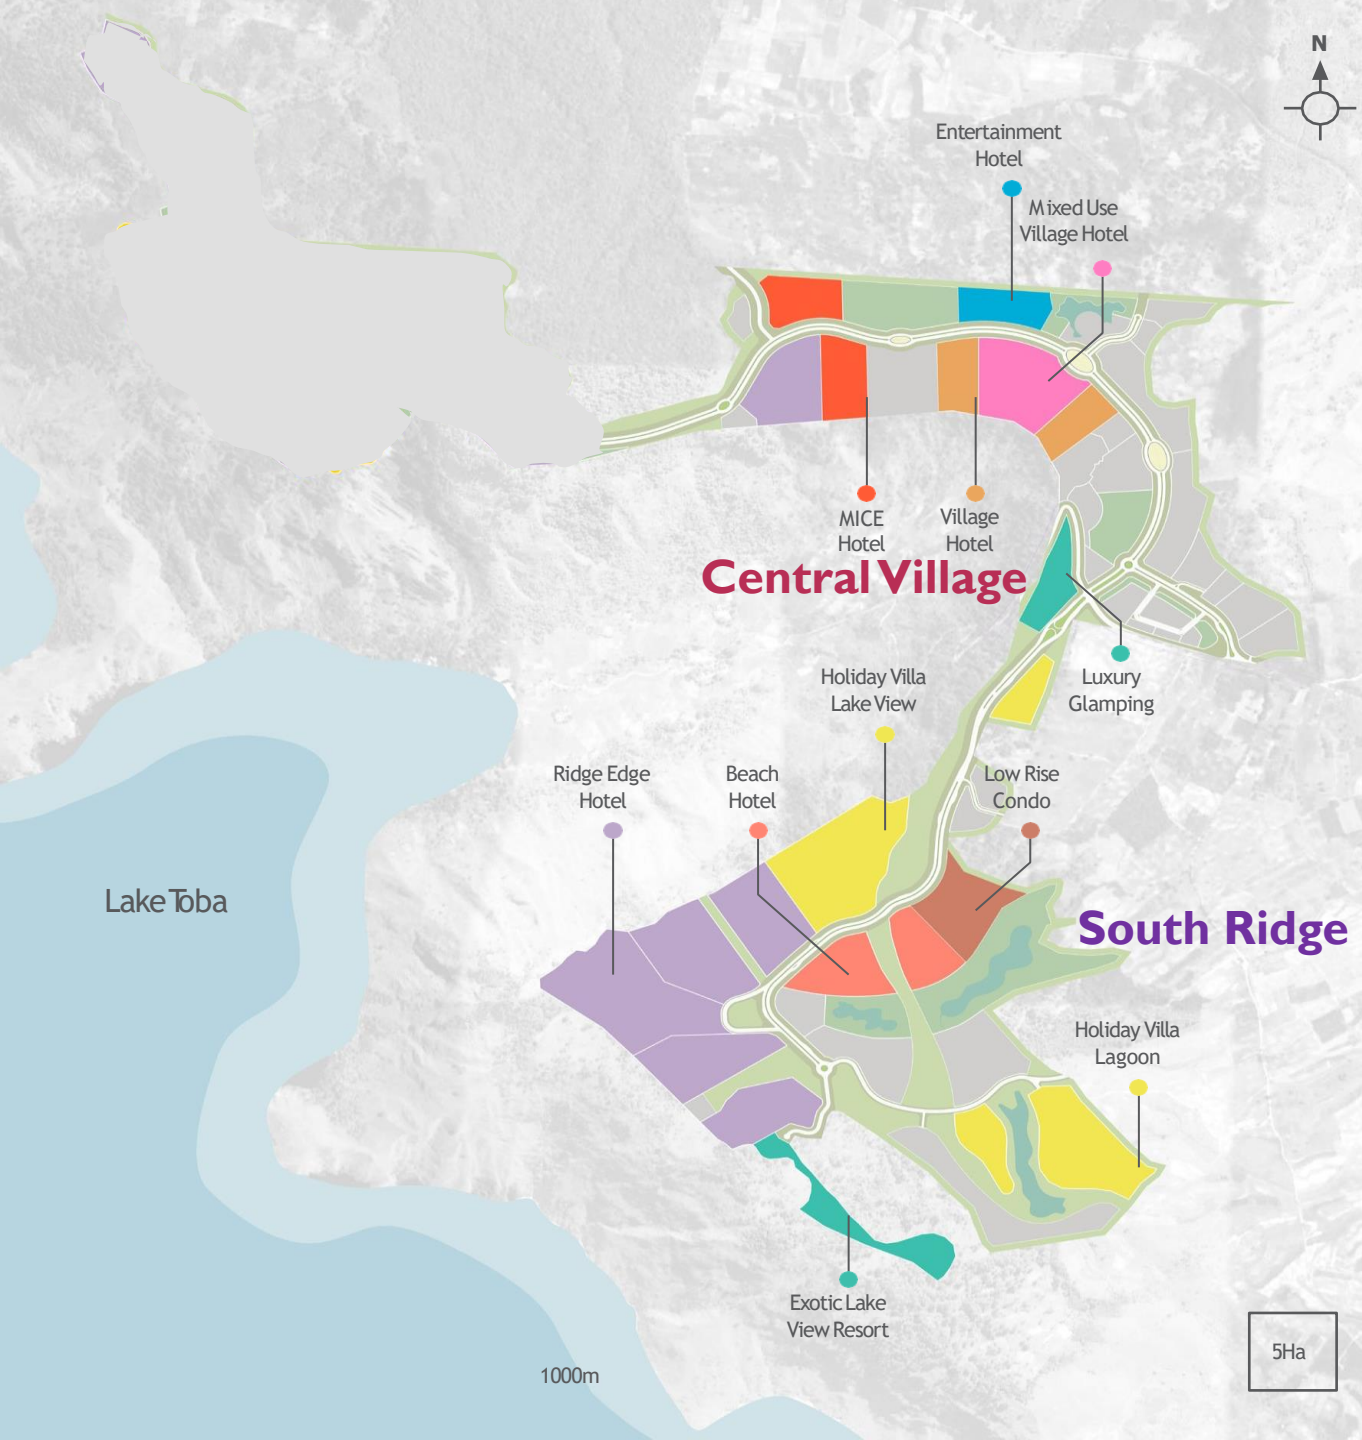 N
Entertainment
Hotel
Mixed Use
Village Hotel
MICE
Hotel
Village
Hotel
Central Village
Luxury
Glamping
Holiday Villa
Lake View
Ridge Edge
Hotel
Beach
Hotel
Low Rise
Condo
Lake Toba
South Ridge
Holiday Villa
Lagoon
Exotic Lake
View Resort
5Ha
1000m